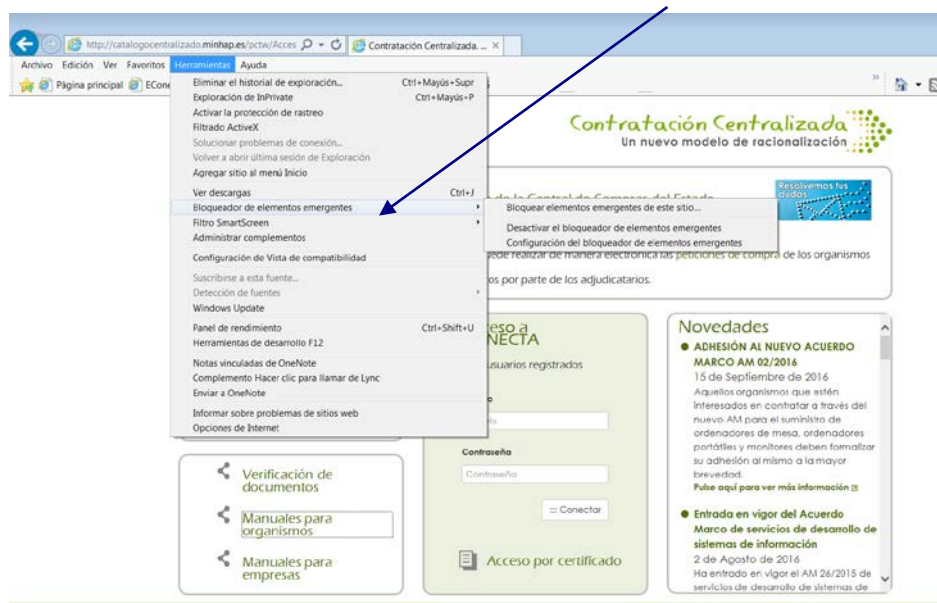 http://catalogocentralizado.minhap.es/pctw/Acces
Contratación Centralizada. ...
Archivo Edición Ver Favoritos Herramientas Ayuda
Página principal
Eliminar el historial de exploración... Ctrl+Mayús+Supr
Exploración de InPrivate Ctrl+Mayús+P
Activar la protección de rastreo
Filtrado ActiveX
Solucionar problemas de conexión...
Volver a abrir última sesión de Exploración
Agregar sitio al menú Inicio
Ver descargas Ctrl+J
Bloqueador de elementos emergentes
Filtro SmartScreen
Administrar complementos
Configuración de Vista de compatibilidad
Suscribirse a esta fuente...
Detección de fuentes
Windows Update
Panel de rendimiento Ctrl+Shift+U
Herramientas de desarrollo F12
Notas vinculadas de OneNote
Complemento Hacer clic para llamar de Lync
Enviar a OneNote
Informar sobre problemas de sitios web
Opciones de Internet
Bloquear elementos emergentes de este sitio...
Desactivar el bloqueador de elementos emergentes
Configuración del bloqueador de elementos emergentes
Contratación Centralizada
Un nuevo modelo de racionalización
de la Central de Compras del Estado
Resolvemos tus
dudas
realizar de manera electrónica las peticiones de compra de los organismos
por parte de los adjudicatarios.
a
NECTA
usuarios registrados
Contraseña
Contraseña
::: Conectar
Acceso por certificado
Verificación de
documentos
Manuales para
organismos
Manuales para
empresas
Novedades
ADHESIÓN AL NUEVO ACUERDO
MARCO AM 02/2016
15 de Septiembre de 2016
Aquellos organismos que estén
interesados en contratar a través del
nuevo AM para el suministro de
ordenadores de mesa, ordenadores
portátiles y monitores deben formalizar
su adhesión al mismo a la mayor
brevedad.
Pulse aquí para ver más información
Entrada en vigor del Acuerdo
Marco de servicios de desarrollo de
sistemas de información
2 de Agosto de 2016
Ha entrado en vigor el AM 26/2015 de
servicios de desarrollo de sistemas de